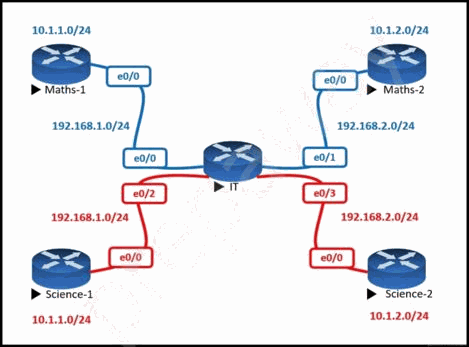 10.1.1.0/24
10.1.2.0/24
e0/0
e0/0
Maths-1
Maths-2
192.168.1.0/24
192.168.2.0/24
e0/0
e0/1
IT
e0/2
e0/3
192.168.1.0/24
192.168.2.0/24
e0/0
e0/0
Science-1
Science-2
10.1.1.0/24
10.1.2.0/24